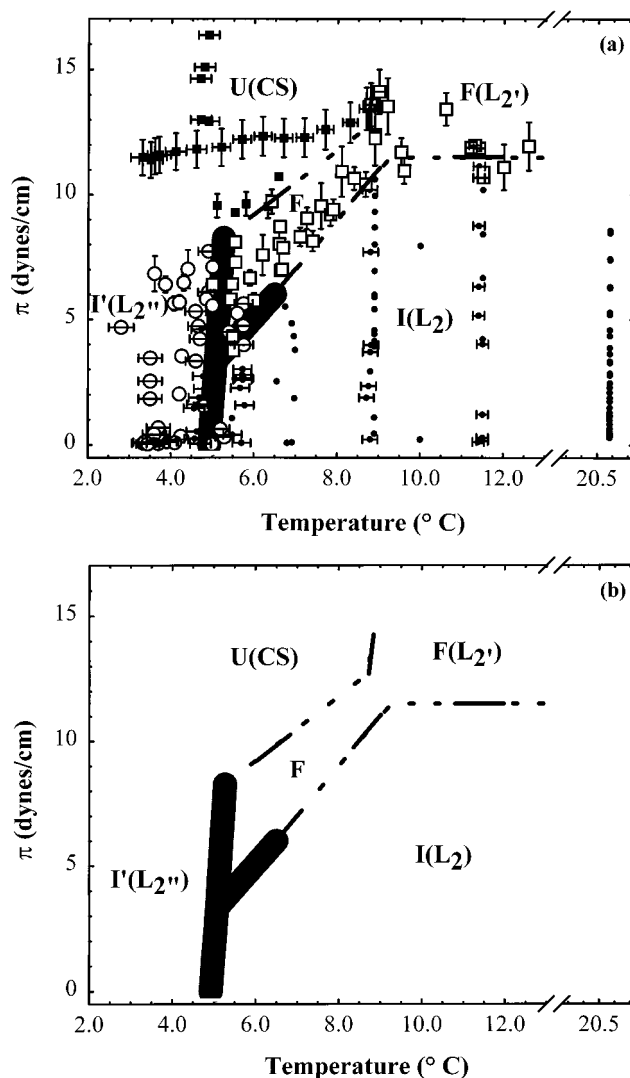 (a)
15
U(CS)
F(L2')
π (dynes/cm)
10
F
I'(L2'')
5
I(L2)
0
2.0 4.0 6.0 8.0 10.0 12.0 20.5
Temperature (° C)
(b)
15
U(CS)
F(L2')
π (dynes/cm)
10
F
I'(L2'')
5
I(L2)
0
2.0 4.0 6.0 8.0 10.0 12.0 20.5
Temperature (° C)